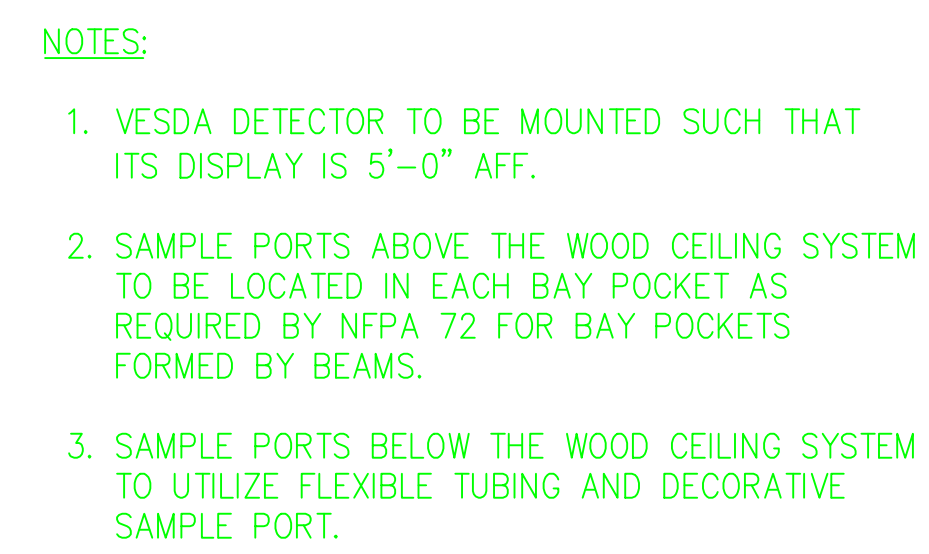 NOTES:
1. VESDA DETECTOR TO BE MOUNTED SUCH THAT
ITS DISPLAY IS 5'-0" AFF.
2. SAMPLE PORTS ABOVE THE WOOD CEILING SYSTEM
TO BE LOCATED IN EACH BAY POCKET AS
REQUIRED BY NFPA 72 FOR BAY POCKETS
FORMED BY BEAMS.
3. SAMPLE PORTS BELOW THE WOOD CEILING SYSTEM
TO UTILIZE FLEXIBLE TUBING AND DECORATIVE
SAMPLE PORT.